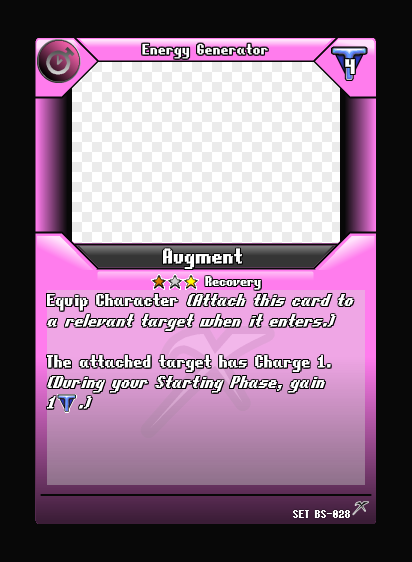 Energy Generator
4
Augment
Recovery
Equip Character (Attach this card to
a relevant target when it enters.)
The attached target has Charge 1.
(During your Starting Phase, gain
1 .)
SET BS-028